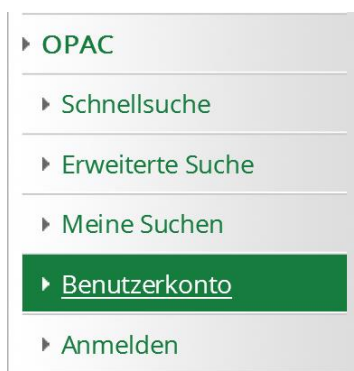 OPAC
Schnellsuche
Erweiterte Suche
Meine Suchen
Benutzerkonto
Anmelden